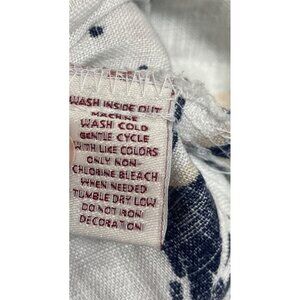 WASH INSIDE OUT
MACHINE
WASH COLD
GENTLE CYCLE
WITH LIKE COLORS
ONLY NON-
CHLORINE BLEACH
WHEN NEEDED
TUMBLE DRY LOW
DO NOT IRON
DECORATION